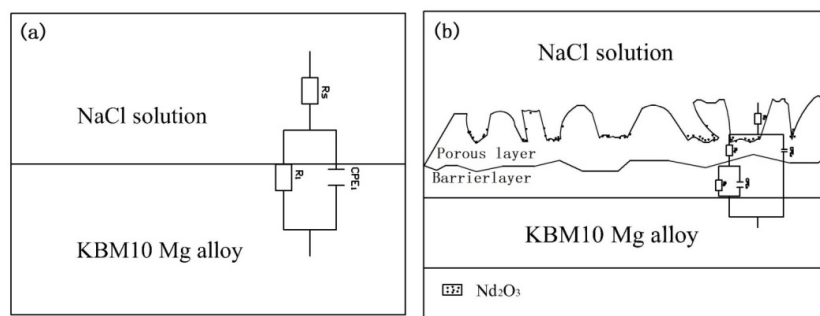 (a)
Rs
NaCl solution
R₁
CPE₁
KBM10 Mg alloy
(b)
NaCl solution
Porous layer
Barrierlayer
KBM10 Mg alloy
Nd₂O₃